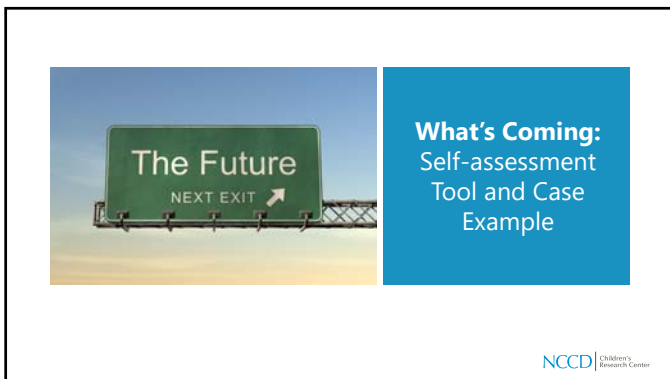 The Future
NEXT EXIT
What's Coming:
Self-assessment
Tool and Case
Example
NCCD
Children's
Research Center